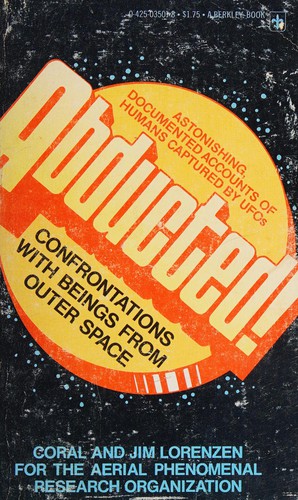 0-425-03501-8 • $1.75 • A BERKLEY BOOK
ASTONISHING,
DOCUMENTED ACCOUNTS OF
HUMANS CAPTURED BY UFOs
Abducted!
CONFRONTATIONS
WITH BEINGS FROM
OUTER SPACE
CORAL AND JIM LORENZEN
FOR THE AERIAL PHENOMENAL
RESEARCH ORGANIZATION